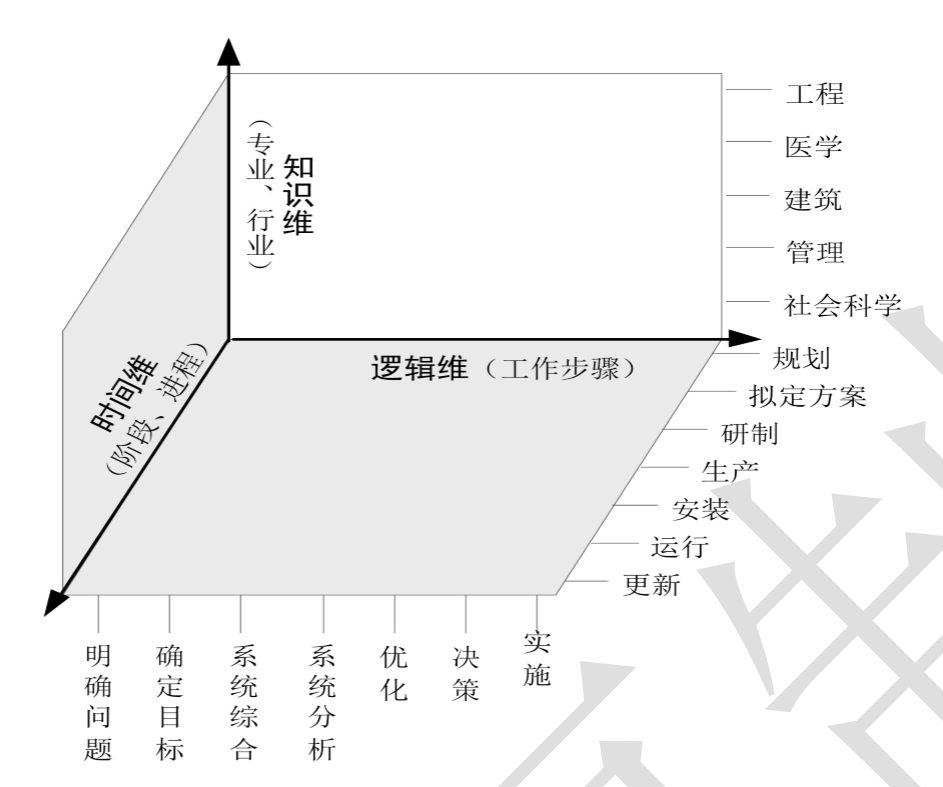 知识维
（专业、行业）
工程
医学
建筑
管理
社会科学
逻辑维（工作步骤）
时间维
（阶段、进程）
规划
拟定方案
研制
生产
安装
运行
更新
明确问题
确定目标
系统综合
系统分析
优化
决策
实施